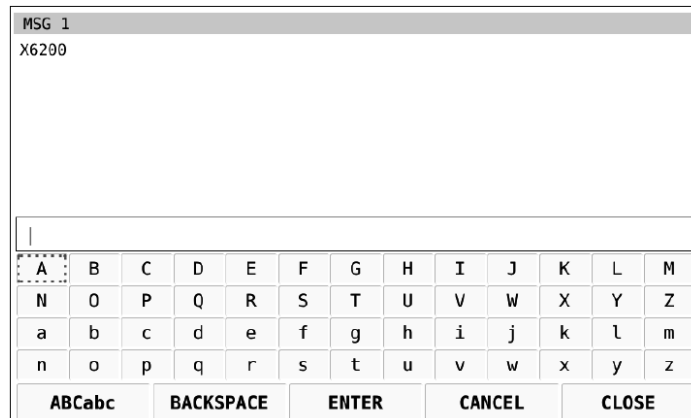 MSG 1
X6200
A B C D E F G H I J K L M
N O P Q R S T U V W X Y Z
a b c d e f g h i j k l m
n o p q r s t u v w x y z
ABCabc BACKSPACE ENTER CANCEL CLOSE